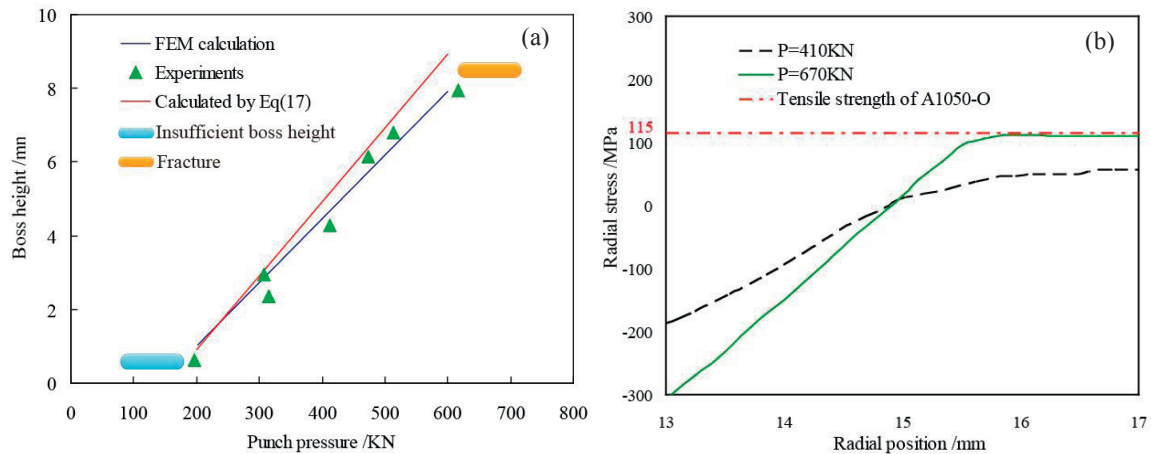 (a)
FEM calculation
Experiments
Calculated by Eq(17)
Insufficient boss height
Fracture
Boss height /mn
10
8
6
4
2
0
0 100 200 300 400 500 600 700 800
Punch pressure /KN
(b)
P=410KN
P=670KN
Tensile strength of A1050-O
115
Radial stress /MPa
300
200
100
0
-100
-200
-300
13 14 15 16 17
Radial position /mm